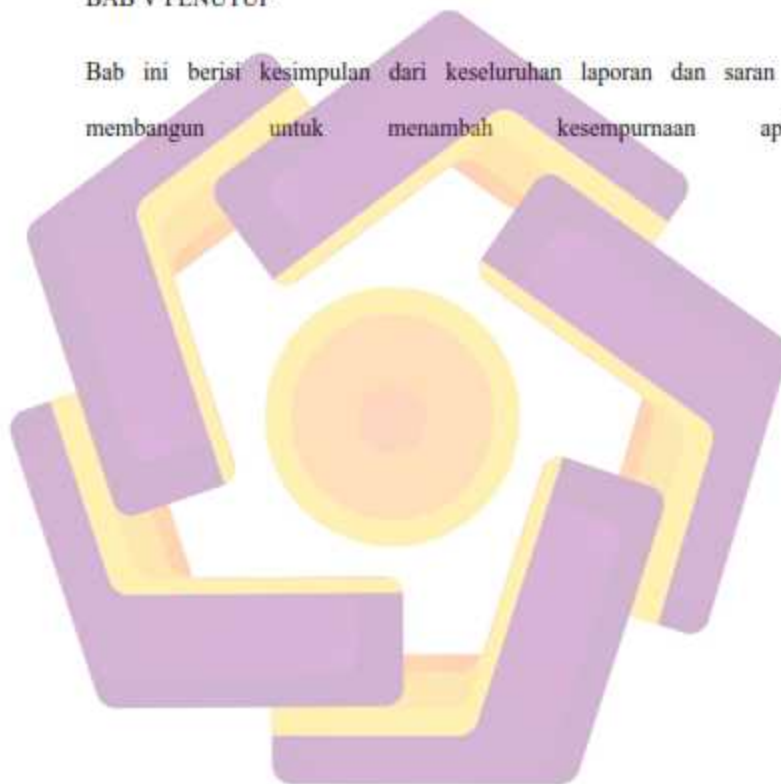 BAB V PENUTUP
Bab ini berisi kesimpulan dari keseluruhan laporan dan saran
membangun untuk menambah kesempurnaan